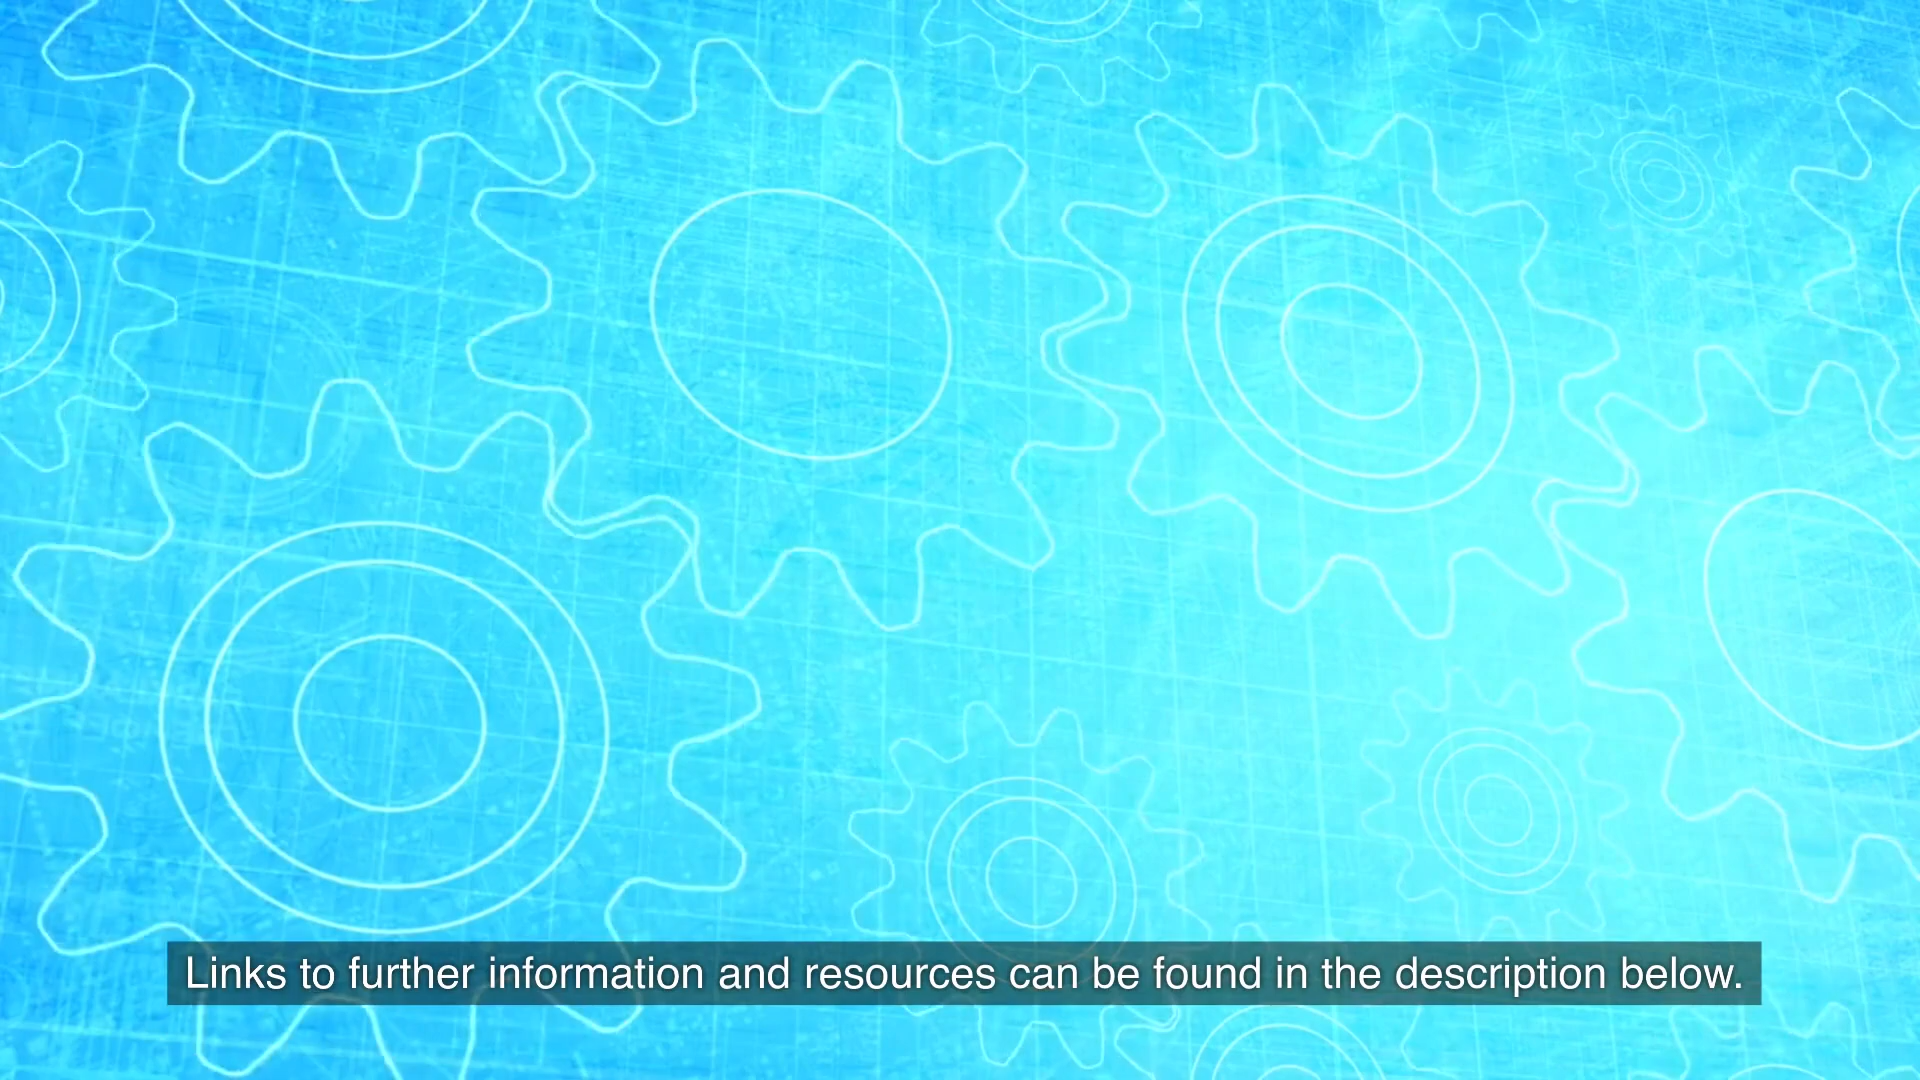 Links to further information and resources can be found in the description below.